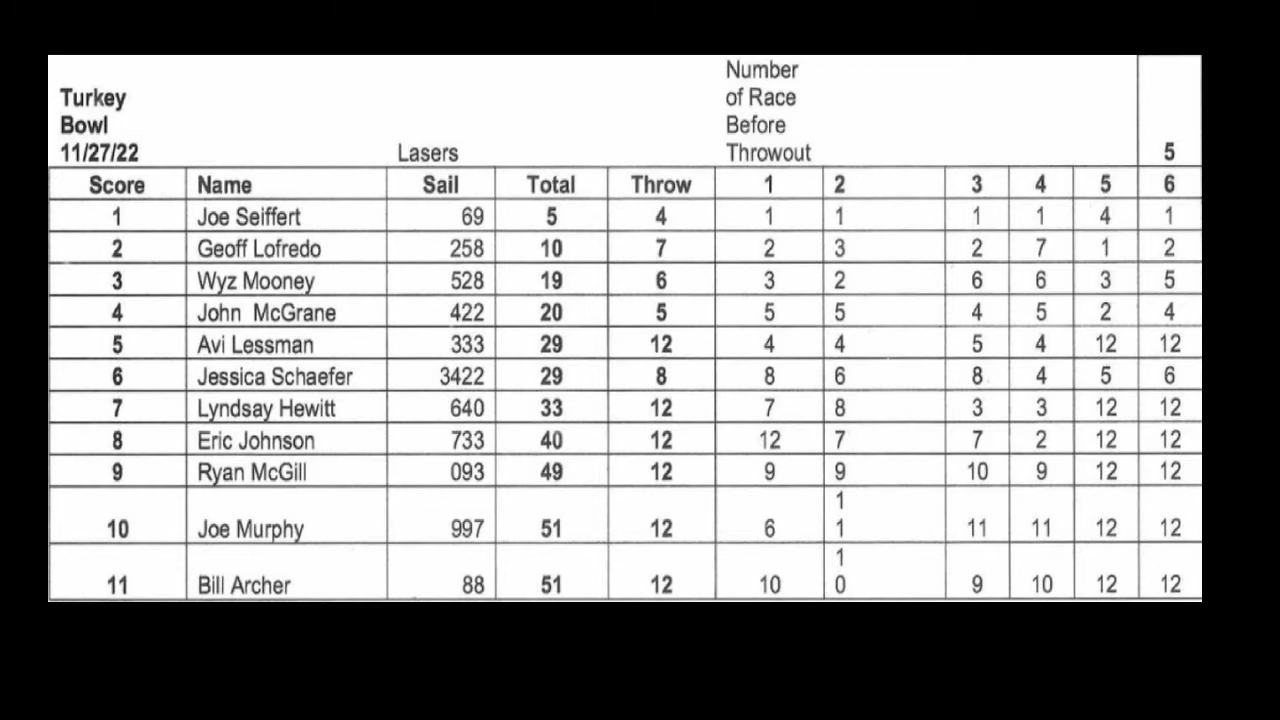 Number
of Race
Before
Throwout
Turkey
Bowl
11/27/22 Lasers 5
Score Name Sail Total Throw 1 2 3 4 5 6
1 Joe Seiffert 69 5 4 1 1 1 1 4 1
2 Geoff Lofredo 258 10 7 2 3 2 7 1 2
3 Wyz Mooney 528 19 6 3 2 6 6 3 5
4 John McGrane 422 20 5 5 5 4 5 2 4
5 Avi Lessman 333 29 12 4 4 5 4 12 12
6 Jessica Schaefer 3422 29 8 8 6 8 4 5 6
7 Lyndsay Hewitt 640 33 12 7 8 3 3 12 12
8 Eric Johnson 733 40 12 12 7 7 2 12 12
9 Ryan McGill 093 49 12 9 9 10 9 12 12
1
10 Joe Murphy 997 51 12 6 1 11 11 12 12
1
11 Bill Archer 88 51 12 10 0 9 10 12 12